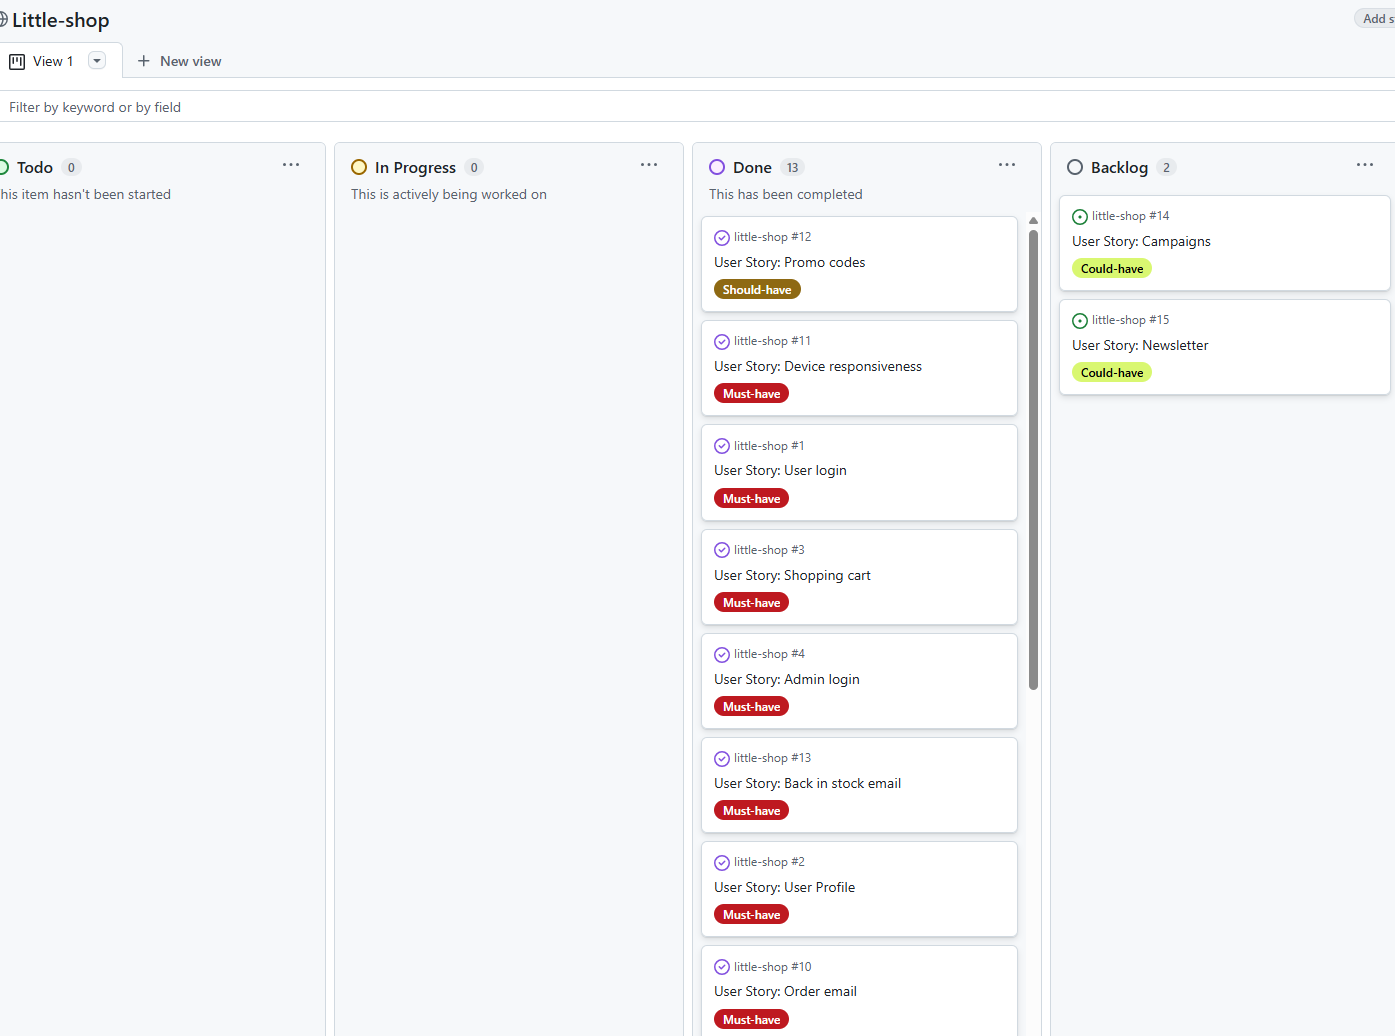 Little-shop
Add s
View 1
New view
Filter by keyword or by field
Todo 0
his item hasn't been started
In Progress 0
This is actively being worked on
Done 13
This has been completed
little-shop #12
User Story: Promo codes
Should-have
little-shop #11
User Story: Device responsiveness
Must-have
little-shop #1
User Story: User login
Must-have
little-shop #3
User Story: Shopping cart
Must-have
little-shop #4
User Story: Admin login
Must-have
little-shop #13
User Story: Back in stock email
Must-have
little-shop #2
User Story: User Profile
Must-have
little-shop #10
User Story: Order email
Must-have
Backlog 2
little-shop #14
User Story: Campaigns
Could-have
little-shop #15
User Story: Newsletter
Could-have